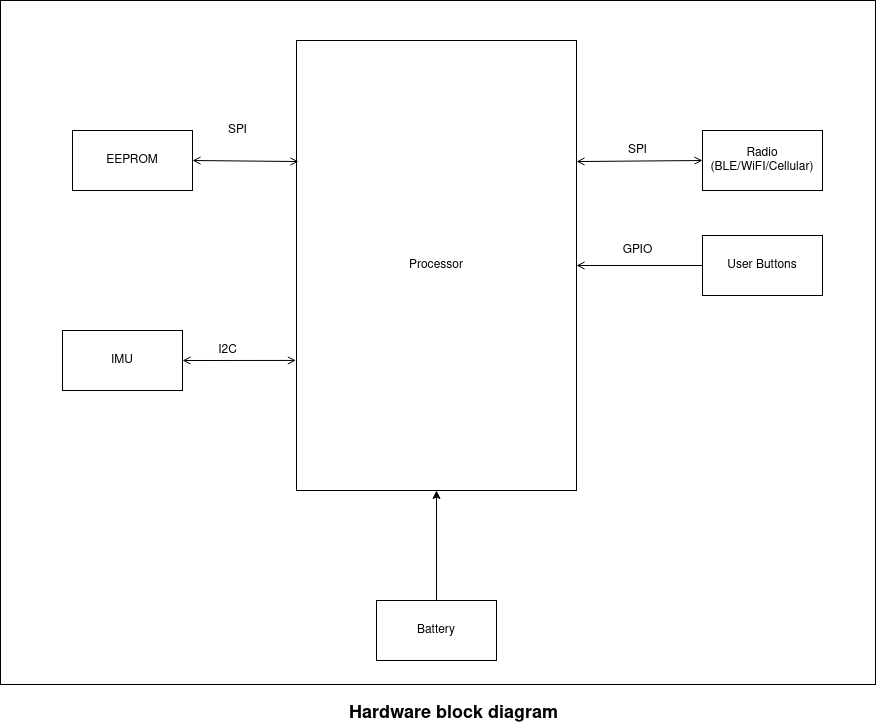 SPI
EEPROM
SPI
Radio
(BLE/WiFI/Cellular)
Processor
GPIO
User Buttons
I2C
IMU
Battery
Hardware block diagram